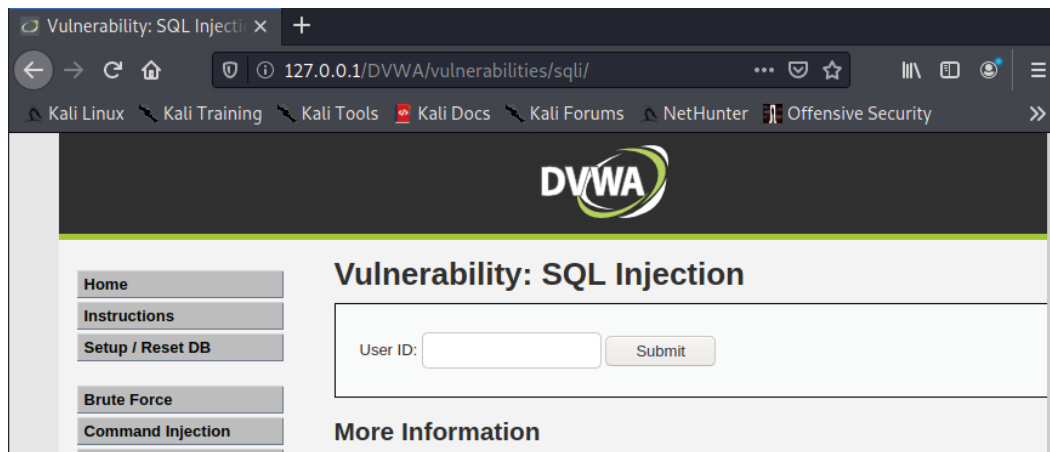 Vulnerability: SQL Injecti
127.0.0.1/DVWA/vulnerabilities/sqli/
Kali Linux Kali Training Kali Tools Kali Docs Kali Forums NetHunter Offensive Security
DVWA
Vulnerability: SQL Injection
Home
Instructions
Setup / Reset DB
User ID: Submit
Brute Force
Command Injection
More Information